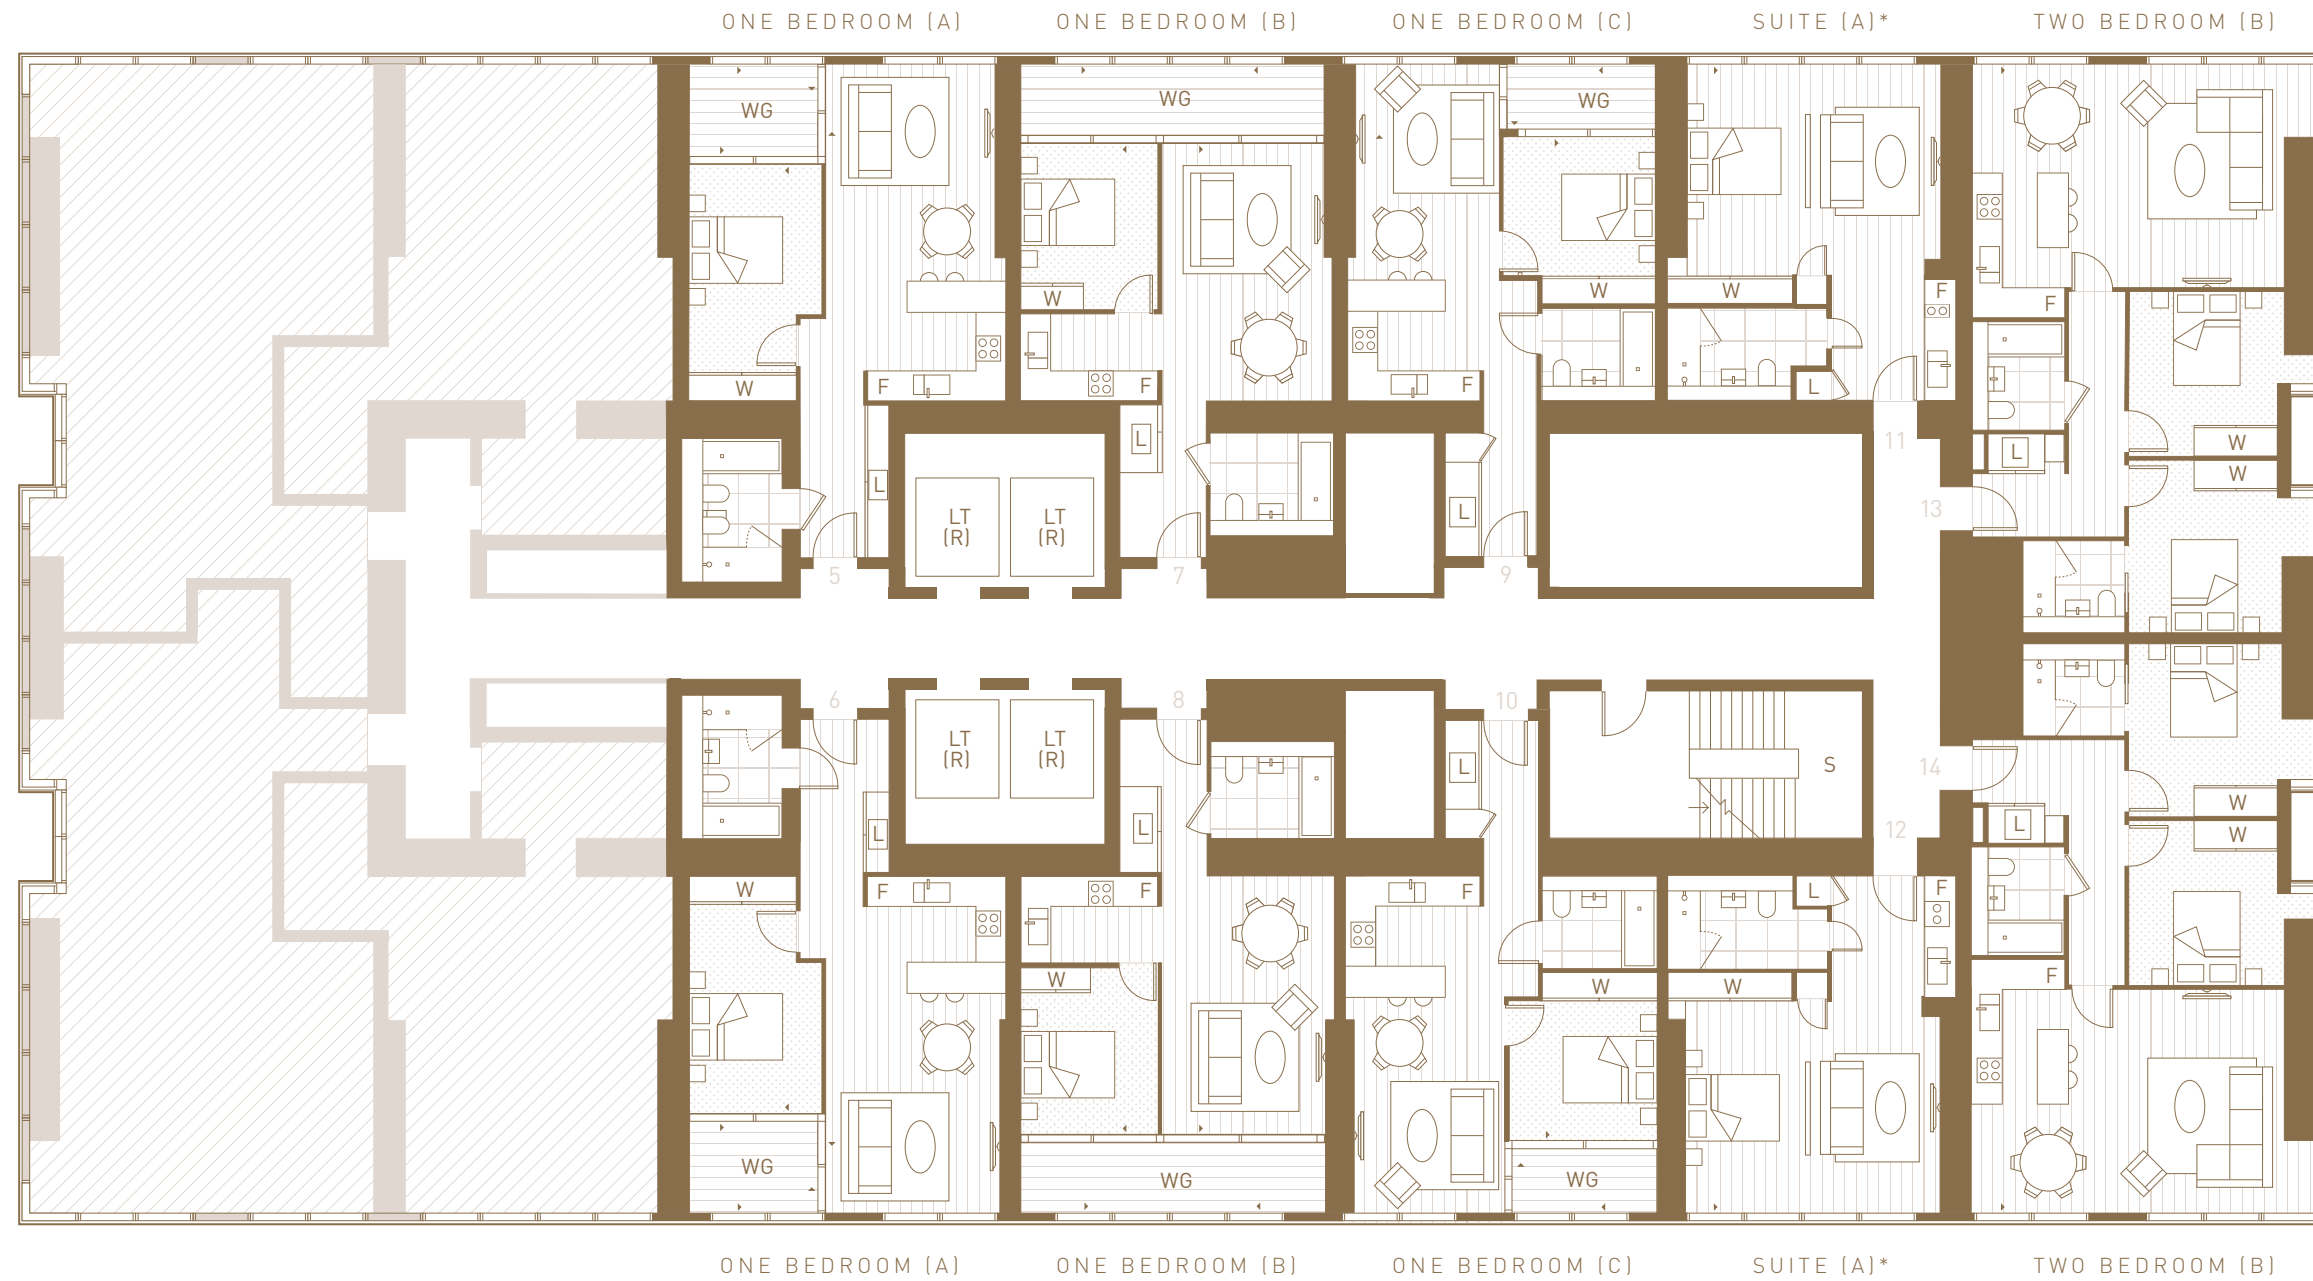 ONE BEDROOM (A) ONE BEDROOM (B) ONE BEDROOM (C) SUITE (A)* TWO BEDROOM (B)
WG WG WG
W W W F F
W F F F L
L L L W
W
11
LT (R) LT (R) L 13
5 7 9
6 8 10
LT (R) LT (R) L S 14
L L L W
12 W
W F F F L F
W W W F
WG WG WG
ONE BEDROOM (A) ONE BEDROOM (B) ONE BEDROOM (C) SUITE (A)* TWO BEDROOM (B)